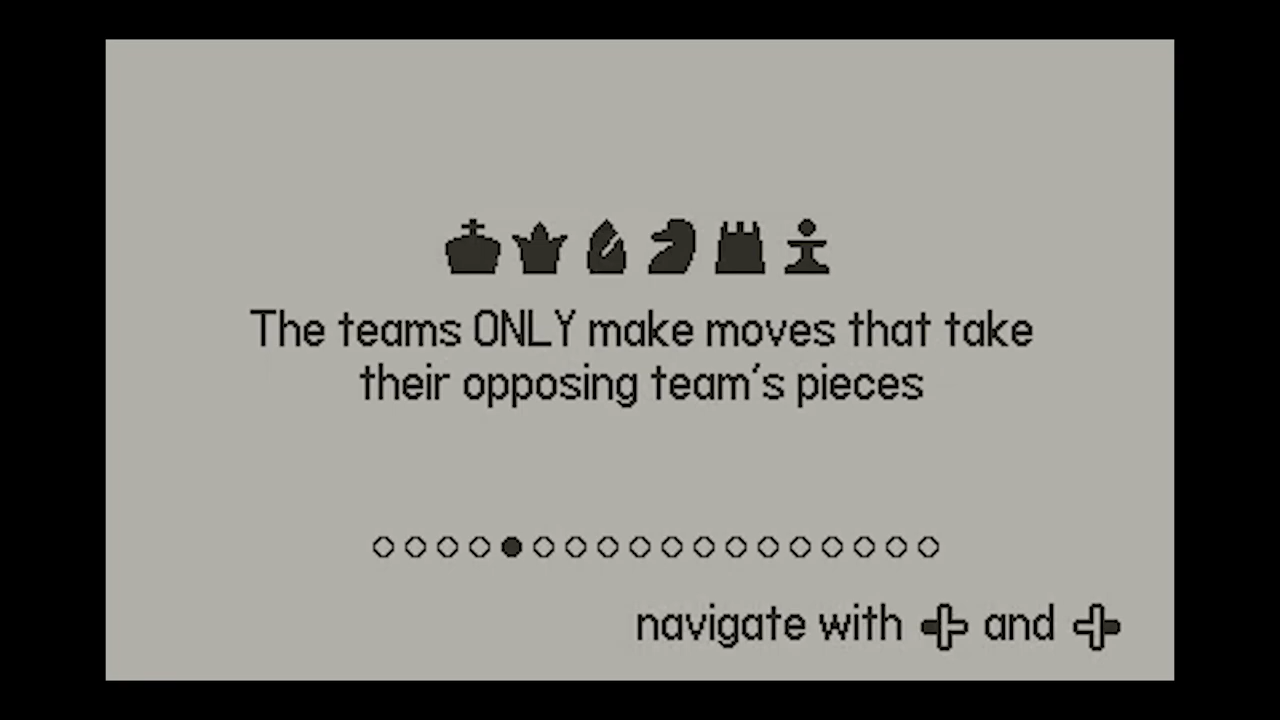 The teams ONLY make moves that take
their opposing team's pieces
navigate with and